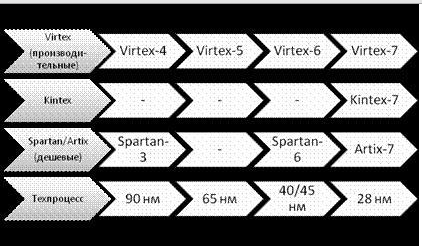 Virtex
(производи-
тельные)
Virtex-4
Virtex-5
Virtex-6
Virtex-7
Kintex
-
-
-
Kintex-7
Spartan/Artix
(дешевые)
Spartan-
3
-
Spartan-
6
Artix-7
Техпроцесс
90 нм
65 нм
40/45
нм
28 нм